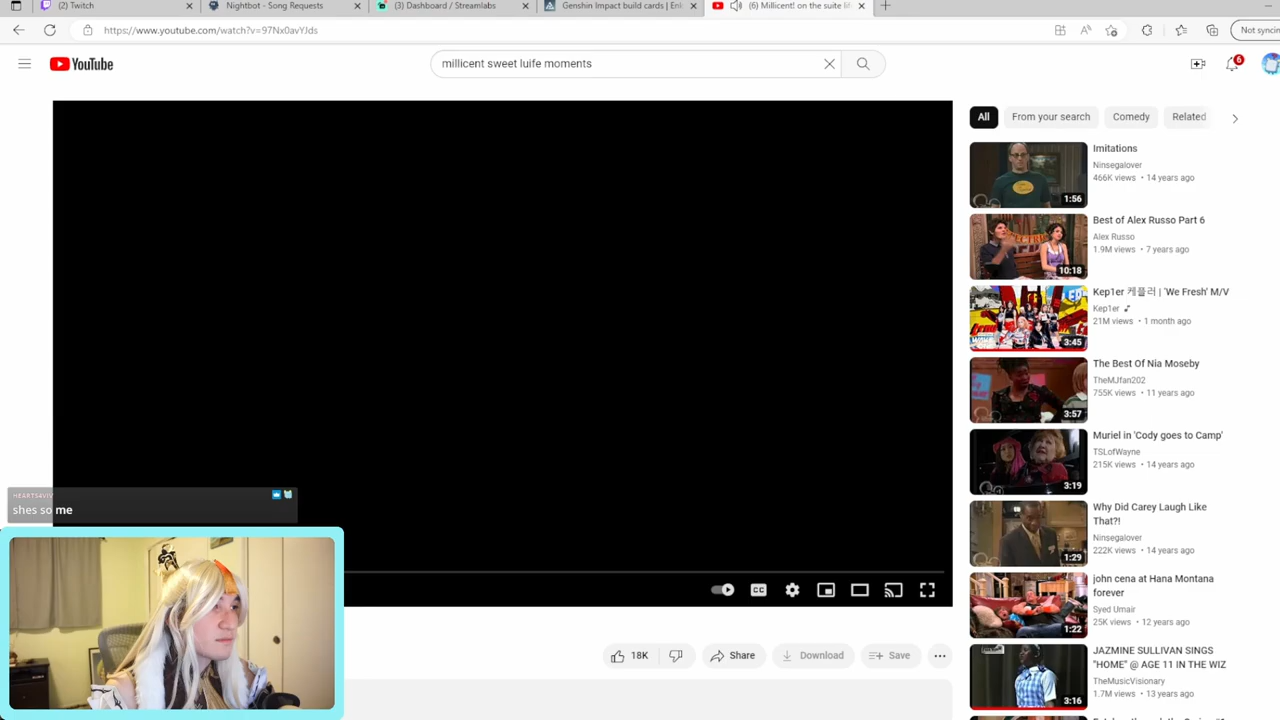 (2) Twitch
Nightbot - Song Requests
(3) Dashboard / Streamlabs
Genshin Impact build cards | En
(6) Millicent! on the suite li
https://www.youtube.com/watch?v=97Nx0avYJds
Not syncing
YouTube
millicent sweet luife moments
6
All
From your search
Comedy
Related
Imitations
Ninsegalover
466K views • 14 years ago
1:56
Best of Alex Russo Part 6
Alex Russo
1.9M views • 7 years ago
10:18
Kep1er 케플러 | 'We Fresh' M/V
Kep1er
21M views • 1 month ago
3:45
The Best Of Nia Moseby
TheMJfan202
755K views • 11 years ago
3:57
Muriel in 'Cody goes to Camp'
TSLofWayne
215K views • 14 years ago
3:19
Why Did Carey Laugh Like
That?!
Ninsegalover
222K views • 14 years ago
1:29
john cena at Hana Montana
forever
Syed Umair
25K views • 12 years ago
1:22
JAZMINE SULLIVAN SINGS
"HOME" @ AGE 11 IN THE WIZ
TheMusicVisionary
1.7M views • 13 years ago
3:16
HEARTS4VIV
shes so me
CC
18K
Share
Download
Save